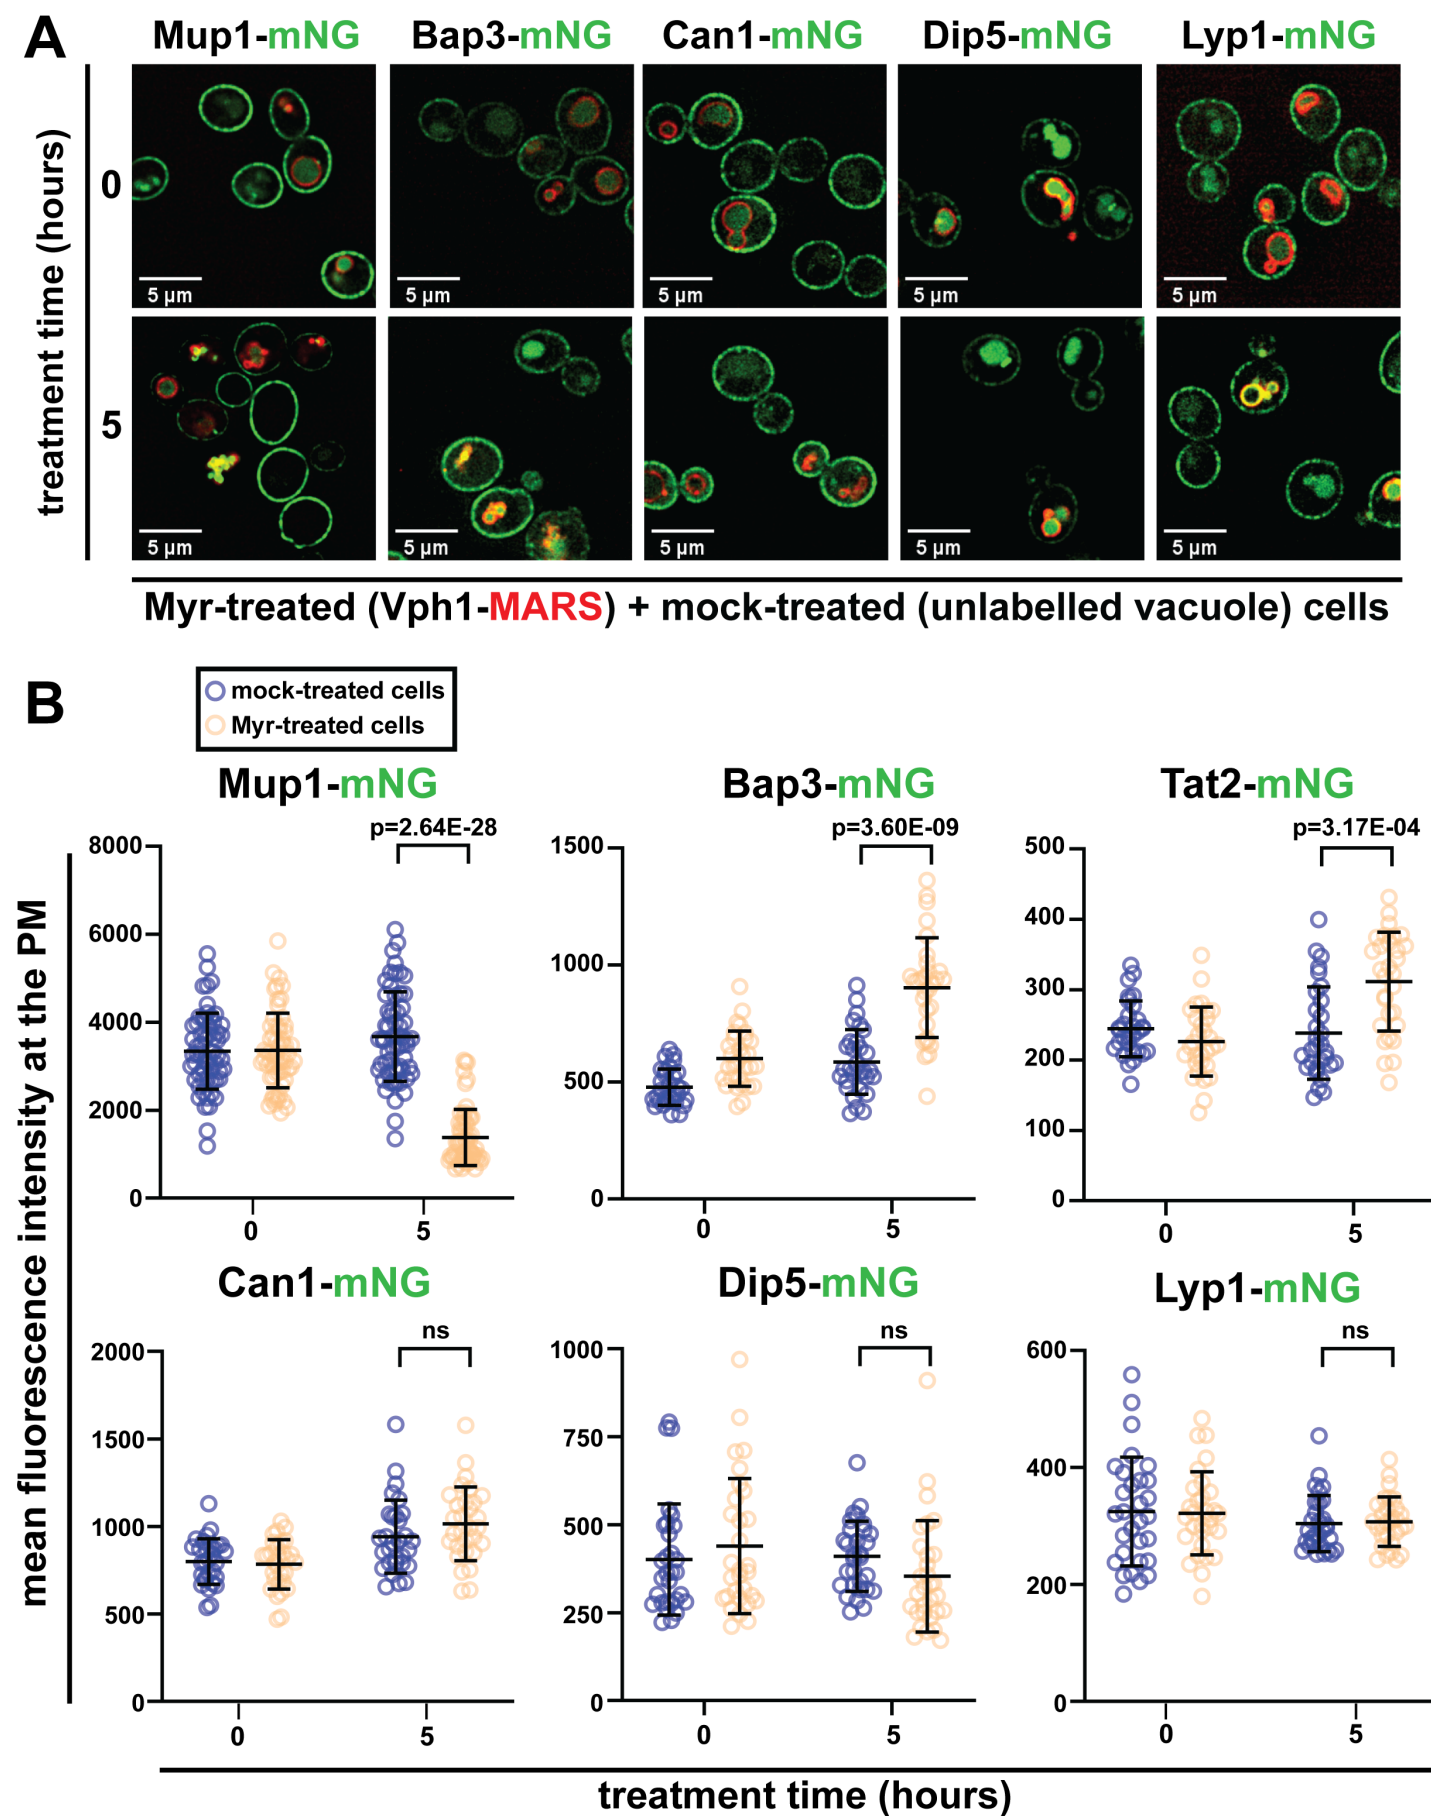 A
Mup1-mNG Bap3-mNG Can1-mNG Dip5-mNG Lyp1-mNG
treatment time (hours)
0
5 µm 5 µm 5 µm 5 µm 5 µm
5
5 µm 5 µm 5 µm 5 µm 5 µm
Myr-treated (Vph1-MARS) + mock-treated (unlabelled vacuole) cells
B
mock-treated cells
Myr-treated cells
mean fluorescence intensity at the PM
Mup1-mNG
p=2.64E-28
8000
6000
4000
2000
0
0 5
Bap3-mNG
p=3.60E-09
1500
1000
500
0
0 5
Tat2-mNG
p=3.17E-04
500
400
300
200
100
0
0 5
Can1-mNG
ns
2000
1500
1000
500
0
0 5
Dip5-mNG
ns
1000
750
500
250
0
0 5
Lyp1-mNG
ns
600
400
200
0
0 5
treatment time (hours)